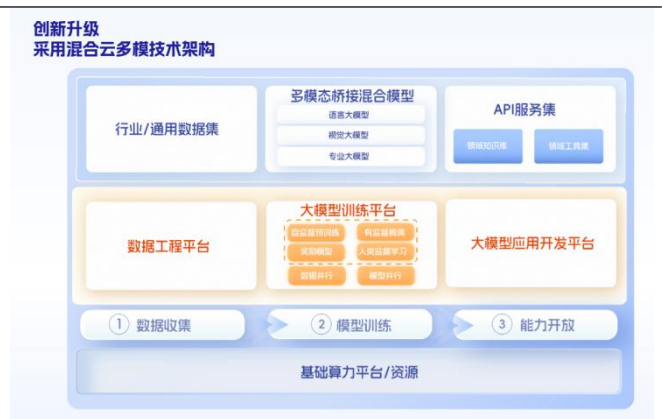 创新升级
采用混合云多模技术架构
行业/通用数据集
多模态桥接混合模型
语言大模型
视觉大模型
专业大模型
API服务集
领域知识库
领域工具集
数据工程平台
大模型训练平台
自监督预训练
有监督精调
奖励模型
人类监督学习
数据并行
模型并行
大模型应用开发平台
1 数据收集
2 模型训练
3 能力开放
基础算力平台/资源